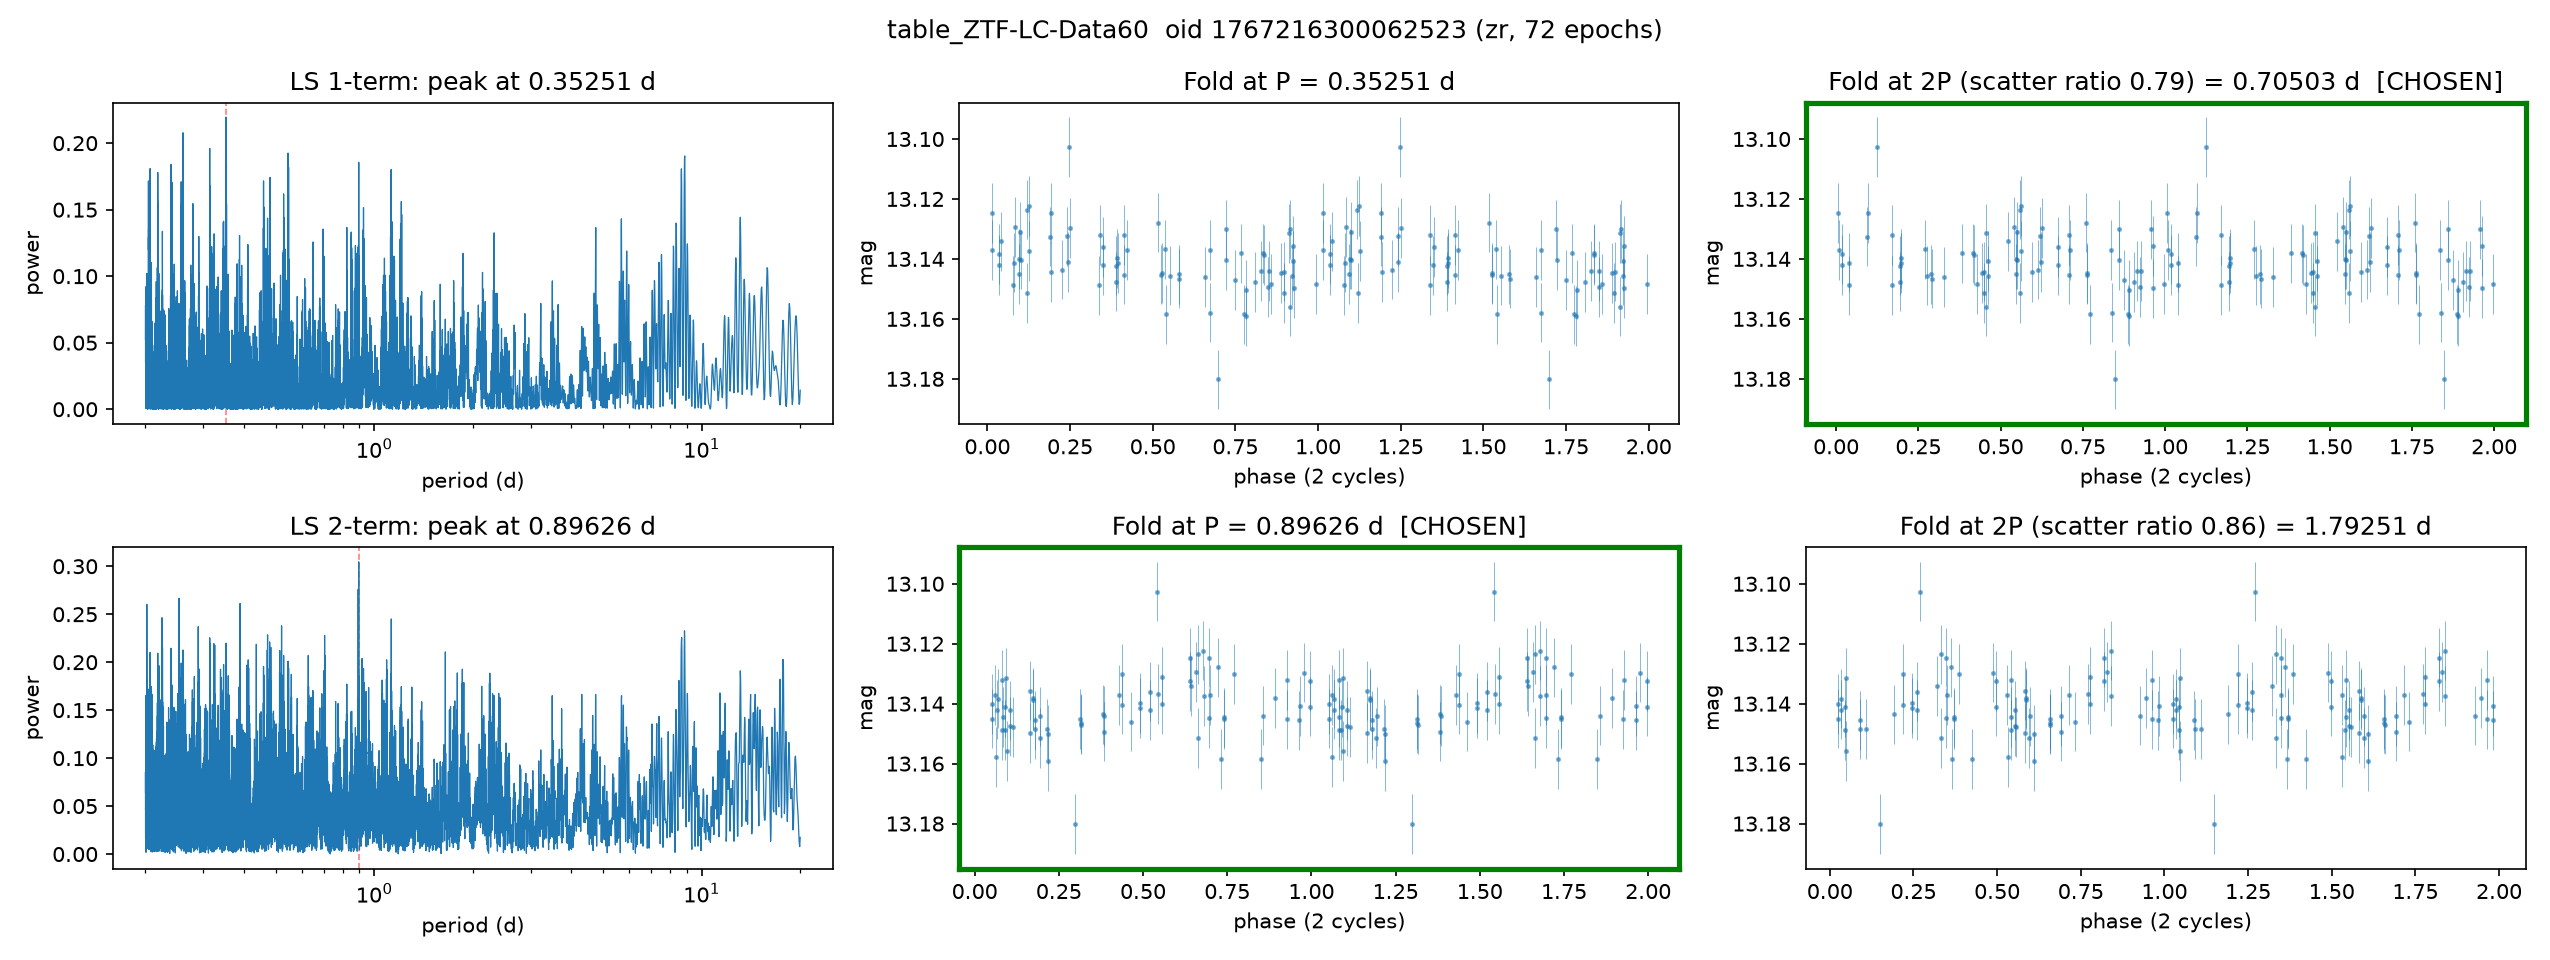 table_ZTF-LC-Data60  oid 1767216300062523 (zr, 72 epochs)
LS 1-term: peak at 0.35251 d
power
0.20
0.15
0.10
0.05
0.00
10⁰
10¹
period (d)
Fold at P = 0.35251 d
mag
13.10
13.12
13.14
13.16
13.18
0.00 0.25 0.50 0.75 1.00 1.25 1.50 1.75 2.00
phase (2 cycles)
Fold at 2P (scatter ratio 0.79) = 0.70503 d  [CHOSEN]
mag
13.10
13.12
13.14
13.16
13.18
0.00 0.25 0.50 0.75 1.00 1.25 1.50 1.75 2.00
phase (2 cycles)
LS 2-term: peak at 0.89626 d
power
0.30
0.25
0.20
0.15
0.10
0.05
0.00
10⁰
10¹
period (d)
Fold at P = 0.89626 d  [CHOSEN]
mag
13.10
13.12
13.14
13.16
13.18
0.00 0.25 0.50 0.75 1.00 1.25 1.50 1.75 2.00
phase (2 cycles)
Fold at 2P (scatter ratio 0.86) = 1.79251 d
mag
13.10
13.12
13.14
13.16
13.18
0.00 0.25 0.50 0.75 1.00 1.25 1.50 1.75 2.00
phase (2 cycles)